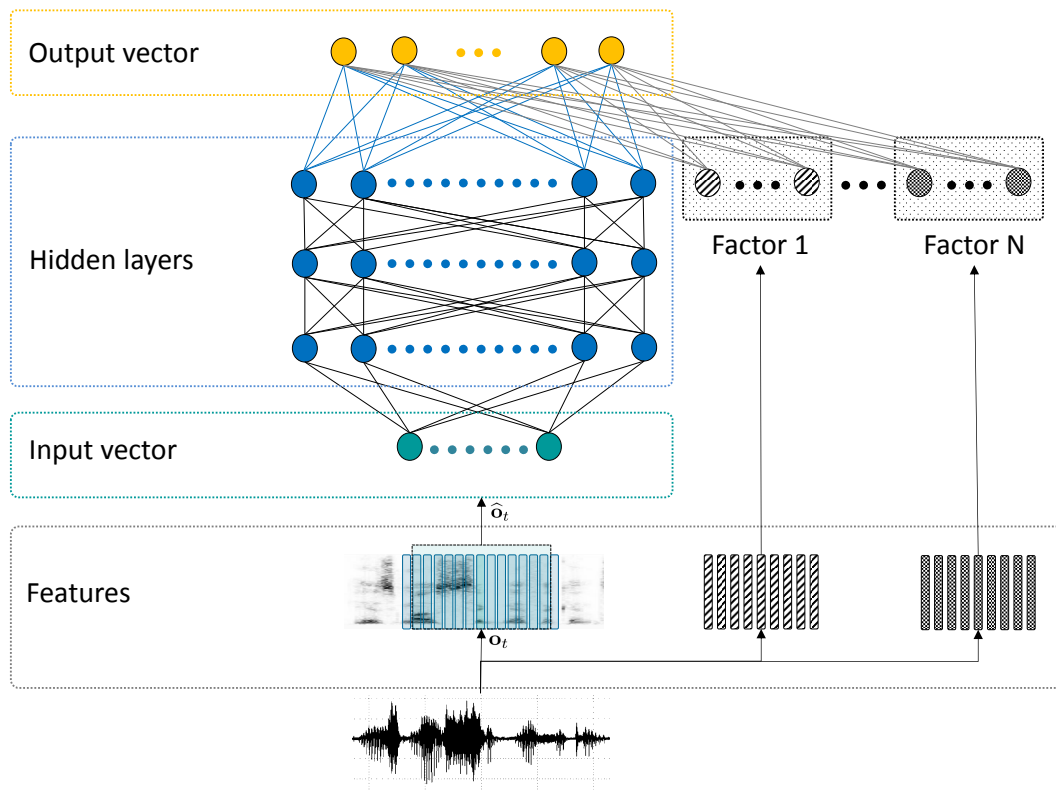 Output vector
Hidden layers
Factor 1
Factor N
Input vector
ô_t
Features
o_t